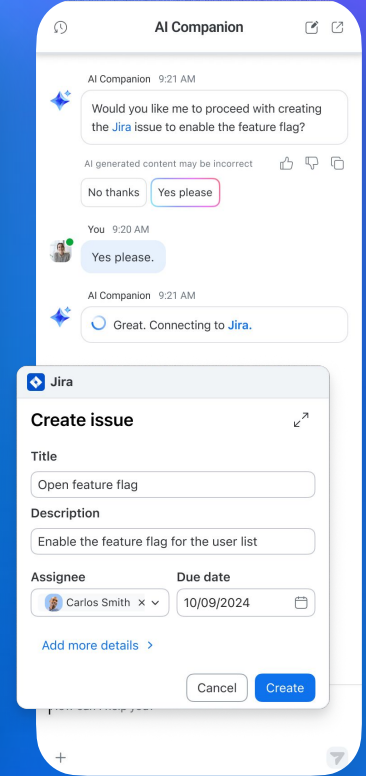 AI Companion
AI Companion 9:21 AM
Would you like me to proceed with creating
the Jira issue to enable the feature flag?
AI generated content may be incorrect
No thanks
Yes please
You 9:20 AM
Yes please.
AI Companion 9:21 AM
Great. Connecting to Jira.
Jira
Create issue
Title
Open feature flag
Description
Enable the feature flag for the user list
Assignee
Due date
Carlos Smith
10/09/2024
Add more details
Cancel
Create